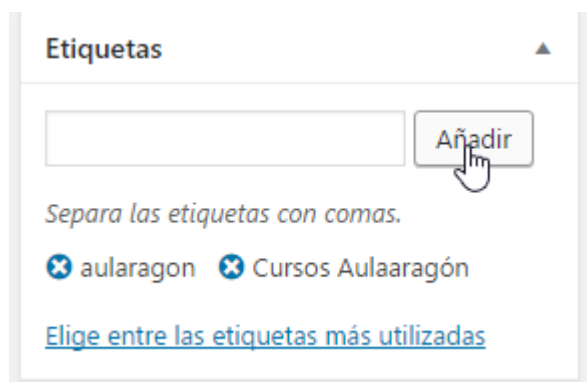 Etiquetas
Añadir
Separa las etiquetas con comas.
aularagon Cursos Aulaaragón
Elige entre las etiquetas más utilizadas